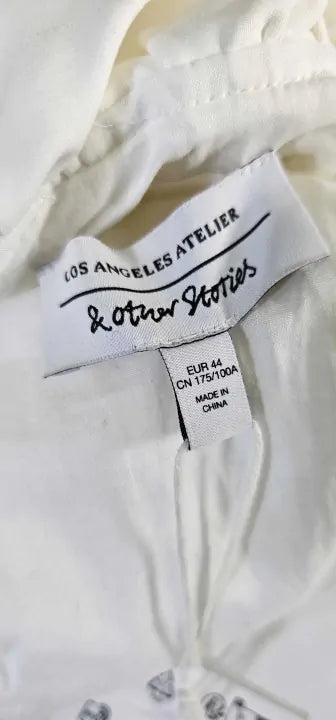 LOS ANGELES ATELIER
& Other Stories
EUR 44
CN 175/100A
MADE IN
CHINA